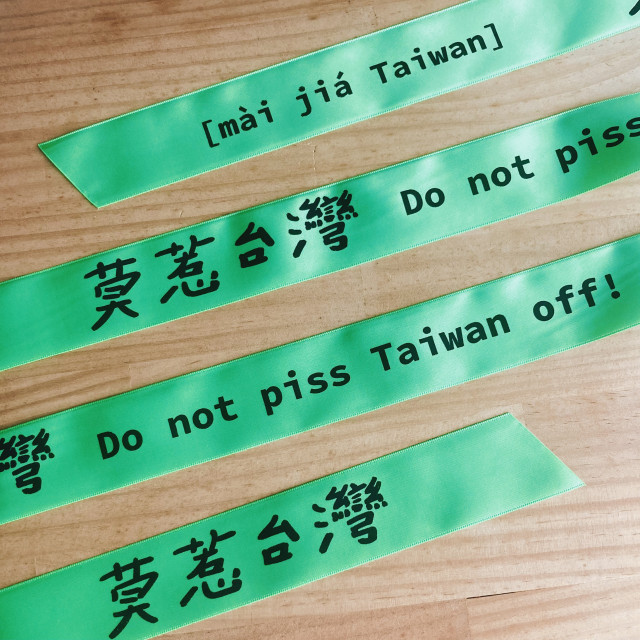 [mài jiá Taiwan]
莫惹台灣 Do not piss
灣 Do not piss Taiwan off!
莫惹台灣